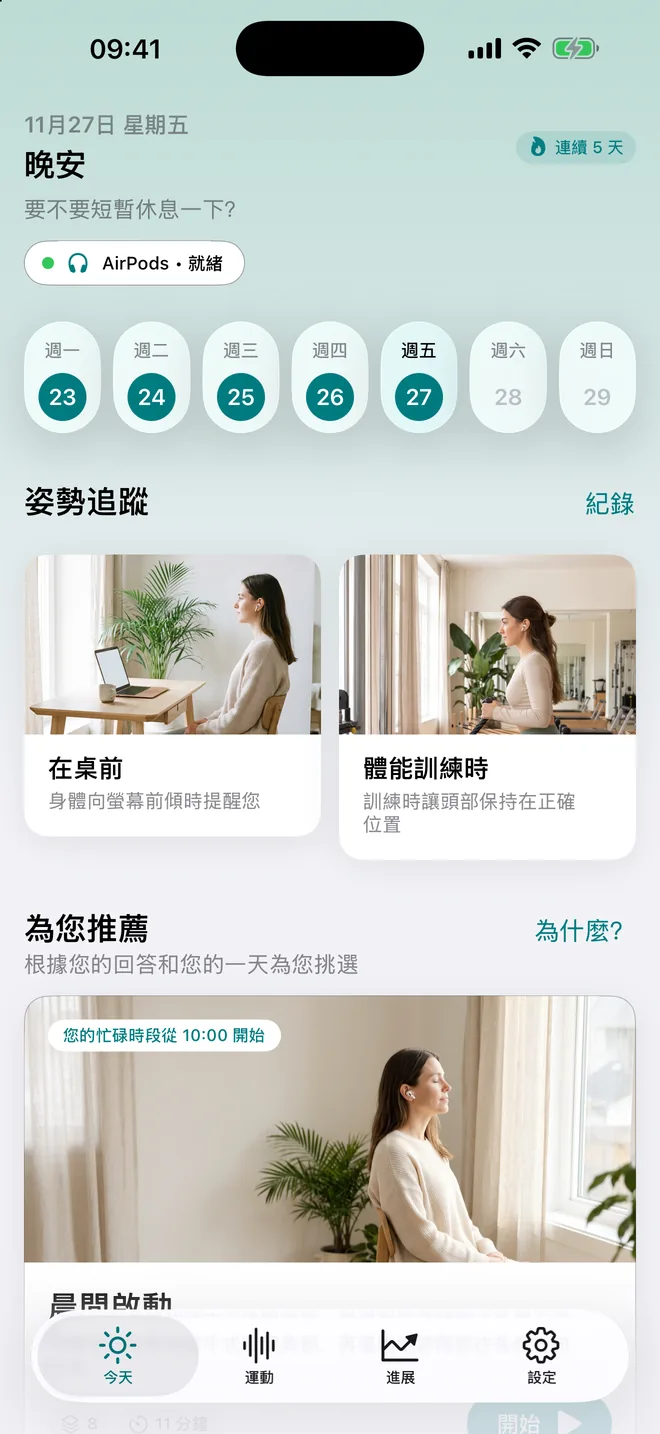 09:41
11月27日 星期五
晚安
連續 5 天
要不要短暫休息一下?
AirPods • 就緒
週一 週二 週三 週四 週五 週六 週日
23 24 25 26 27 28 29
姿勢追蹤 紀錄
在桌前
身體向螢幕前傾時提醒您
體能訓練時
訓練時讓頭部保持在正確
位置
為您推薦 為什麼?
根據您的回答和您的一天為您挑選
您的忙碌時段從 10:00 開始
晨間啟動
今天 運動 進展 設定
8 11 分鐘 開始